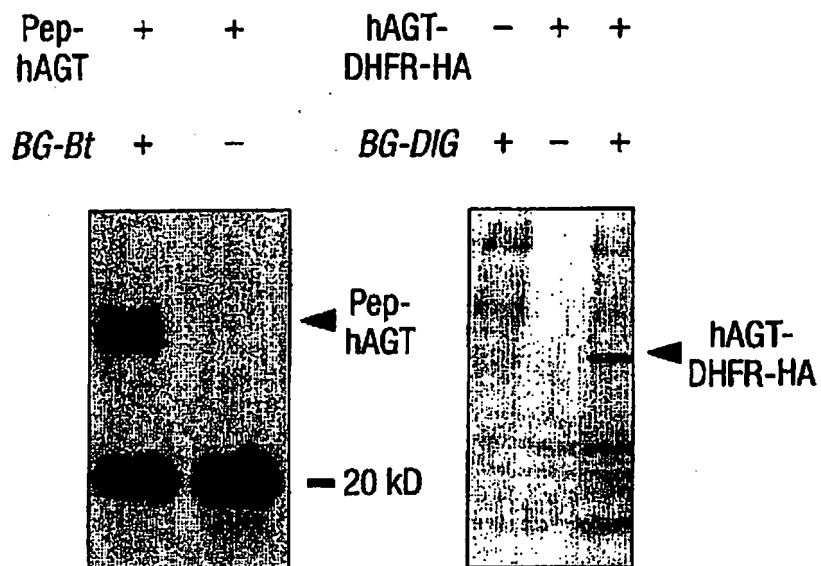 Pep-
hAGT + +
BG-Bt + -
hAGT-
DHFR-HA - + +
BG-DIG + - +
Pep-
hAGT
20 kD
hAGT-
DHFR-HA